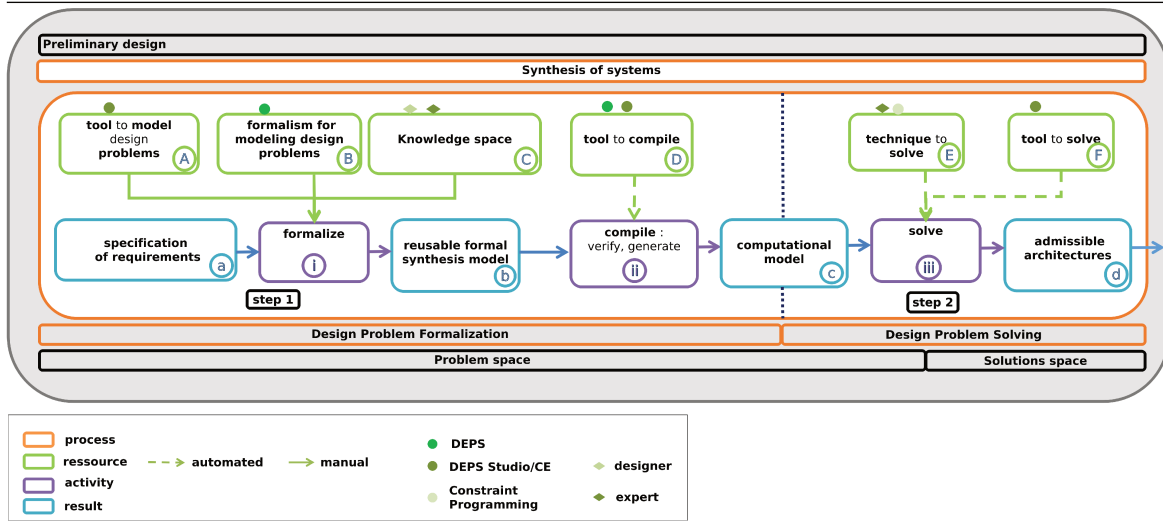 Preliminary design
Synthesis of systems
tool to model
design
problems
A
formalism for
modeling design
problems
B
Knowledge space
C
tool to compile
D
technique to
solve
E
tool to solve
F
specification
of requirements
a
formalize
i
reusable formal
synthesis model
b
compile :
verify, generate
ii
computational
model
c
solve
iii
admissible
architectures
d
step 1
step 2
Design Problem Formalization
Design Problem Solving
Problem space
Solutions space
process
ressource
automated
manual
activity
result
DEPS
DEPS Studio/CE
designer
Constraint
Programming
expert